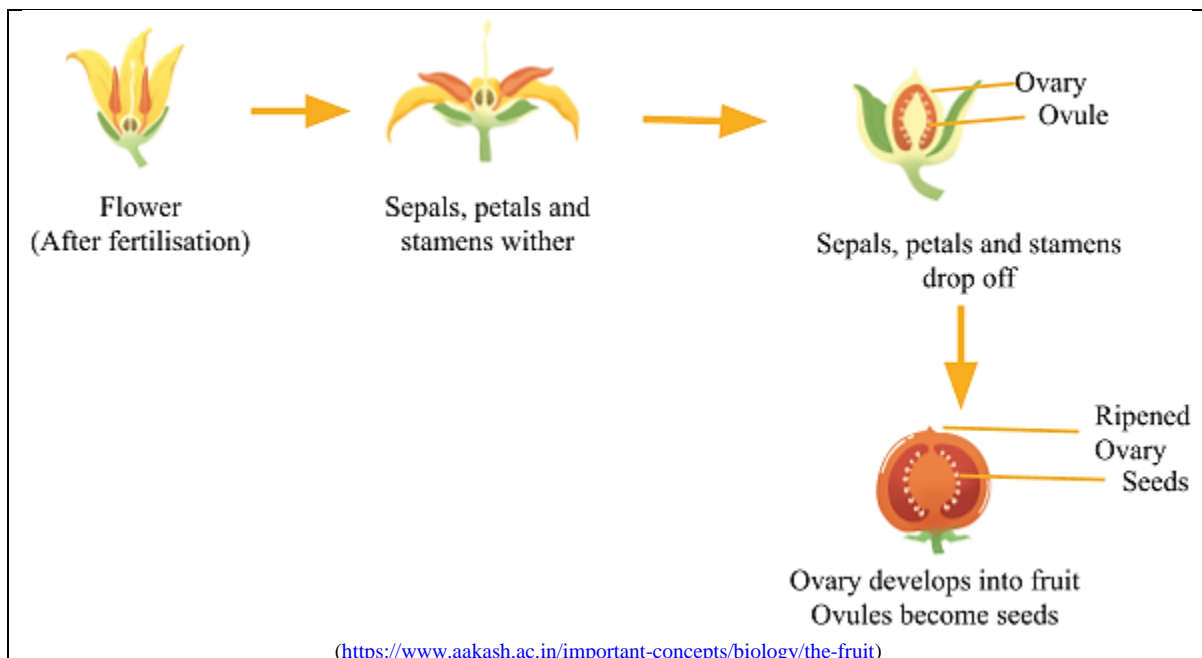 Flower
(After fertilisation)
Sepals, petals and
stamens wither
Ovary
Ovule
Sepals, petals and stamens
drop off
Ripened
Ovary
Seeds
Ovary develops into fruit
Ovules become seeds
(https://www.aakash.ac.in/important-concepts/biology/the-fruit)